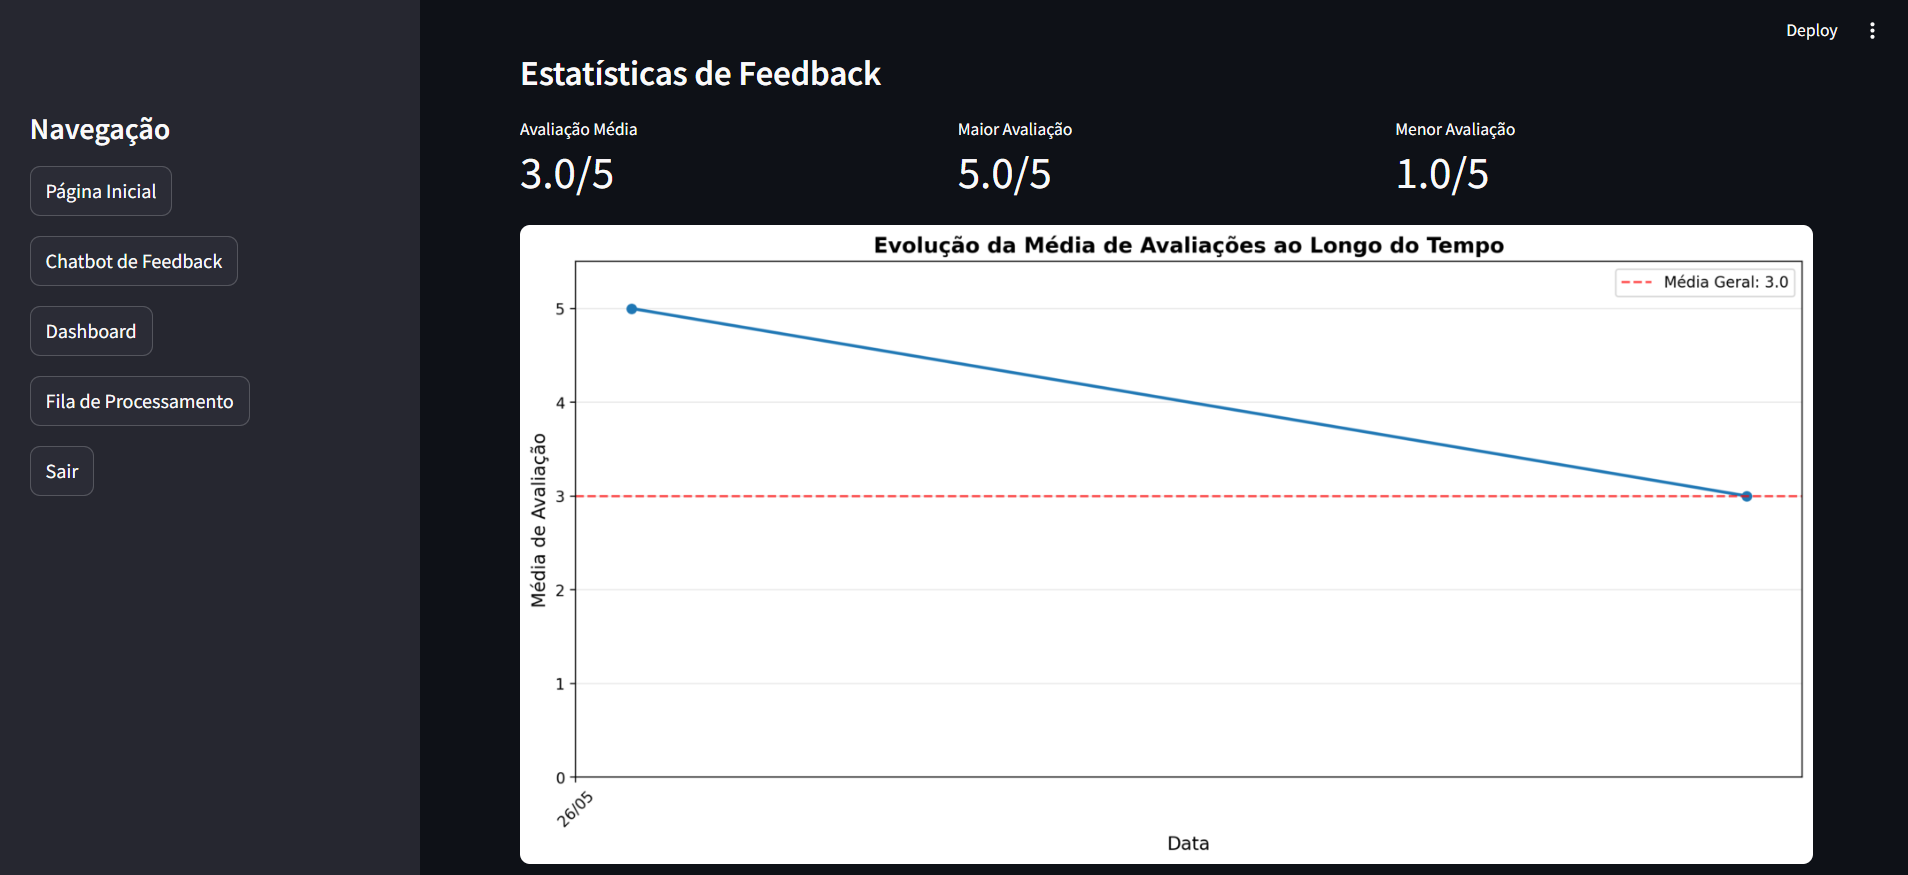 Deploy
Navegação
Página Inicial
Chatbot de Feedback
Dashboard
Fila de Processamento
Sair
Estatísticas de Feedback
Avaliação Média
3.0/5
Maior Avaliação
5.0/5
Menor Avaliação
1.0/5
Evolução da Média de Avaliações ao Longo do Tempo
Média Geral: 3.0
Média de Avaliação
5
4
3
2
1
0
26/05
Data